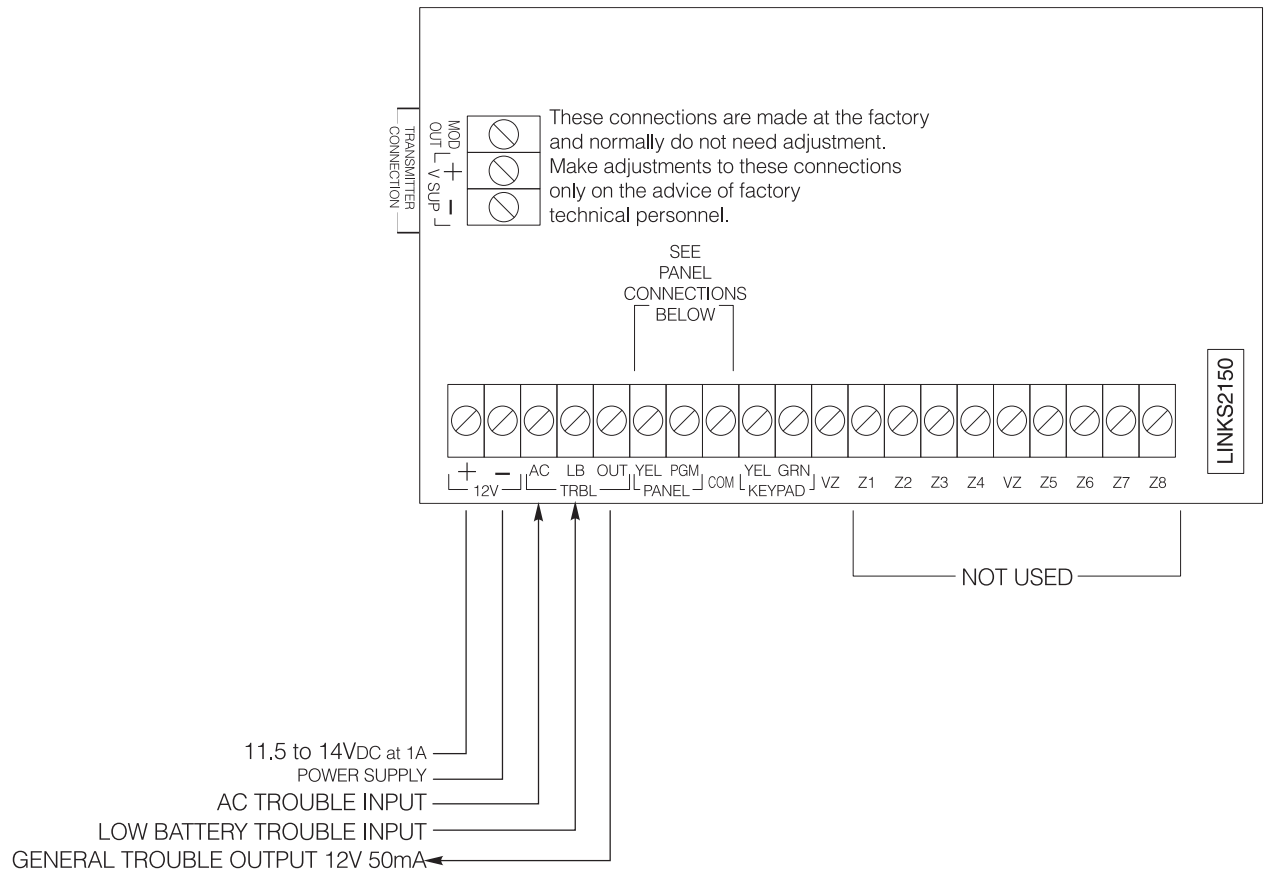 TRANSMITTER
CONNECTION
MOD
OUT
+
V SUP
-
These connections are made at the factory
and normally do not need adjustment.
Make adjustments to these connections
only on the advice of factory
technical personnel.
SEE
PANEL
CONNECTIONS
BELOW
LINKS2150
+ - AC LB OUT YEL PGM COM YEL GRN VZ Z1 Z2 Z3 Z4 VZ Z5 Z6 Z7 Z8
12V TRBL PANEL KEYPAD
NOT USED
11.5 to 14VDC at 1A
POWER SUPPLY
AC TROUBLE INPUT
LOW BATTERY TROUBLE INPUT
GENERAL TROUBLE OUTPUT 12V 50mA